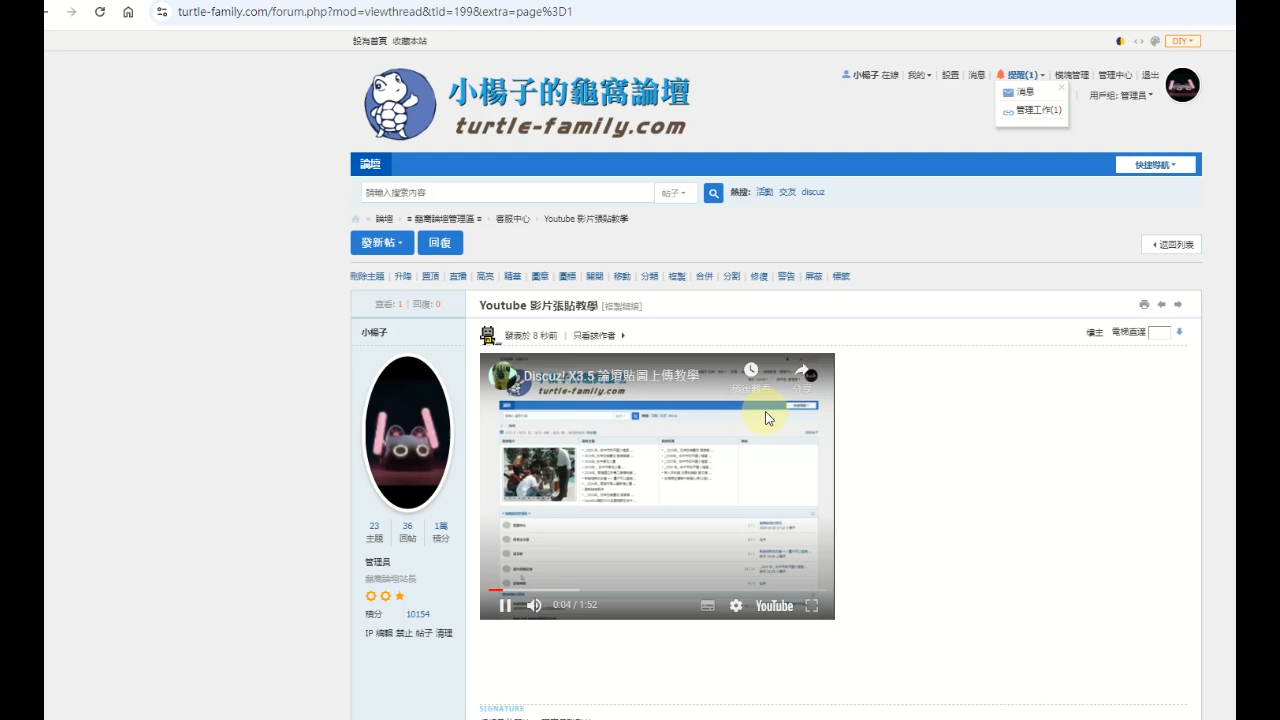 turtle-family.com/forum.php?mod=viewthread&tid=199&extra=page%3D1
設為首頁 收藏本站
DIY
小楊子 在線 | 我的 | 設置 | 消息 | 提醒(1) | 模塊管理 | 管理中心 | 退出
消息
管理工作(1)
用戶組: 管理員
小楊子的龜窩論壇
turtle-family.com
論壇
快捷導航
請輸入搜索內容
帖子
熱搜: 活動 交友 discuz
論壇 › ≡ 龜窩論壇管理區 ≡ › 客服中心 › Youtube 影片張貼教學
發新帖
回復
返回列表
刪除主題 | 升降 | 置頂 | 直播 | 高亮 | 精華 | 圖章 | 圖標 | 關閉 | 移動 | 分類 | 複製 | 合併 | 分割 | 修復 | 警告 | 屏蔽 | 標籤
查看: 1 | 回復: 0
Youtube 影片張貼教學 [複製鏈接]
小楊子
發表於 8 秒前 | 只看該作者
樓主 電梯直達
Discuz! X3.5 論壇貼圖上傳教學
稍後觀看 分享
turtle-family.com
0:04 / 1:52
YouTube
23 36 1萬
主題 回帖 積分
管理員
龜窩論壇站長
積分 10154
IP 編輯 禁止 帖子 清理
SIGNATURE